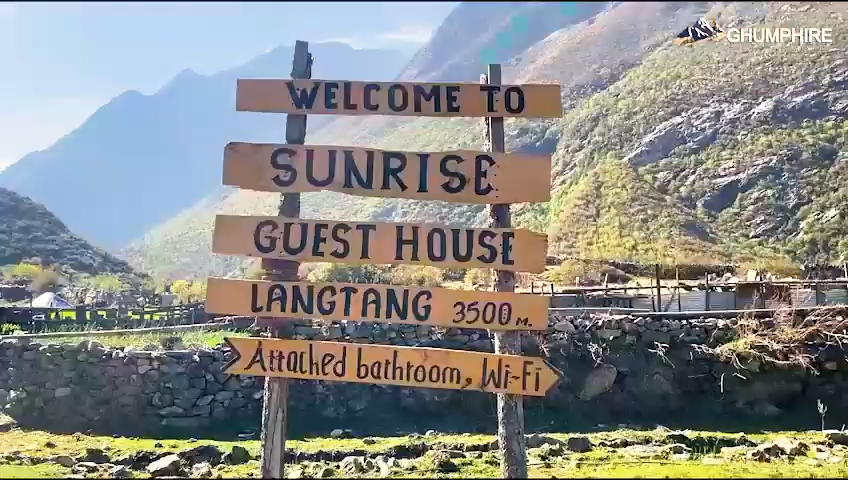 GHUMPHIRE
WELCOME TO
SUNRISE
GUEST HOUSE
LANGTANG 3500 M.
Attached bathroom, Wi-Fi